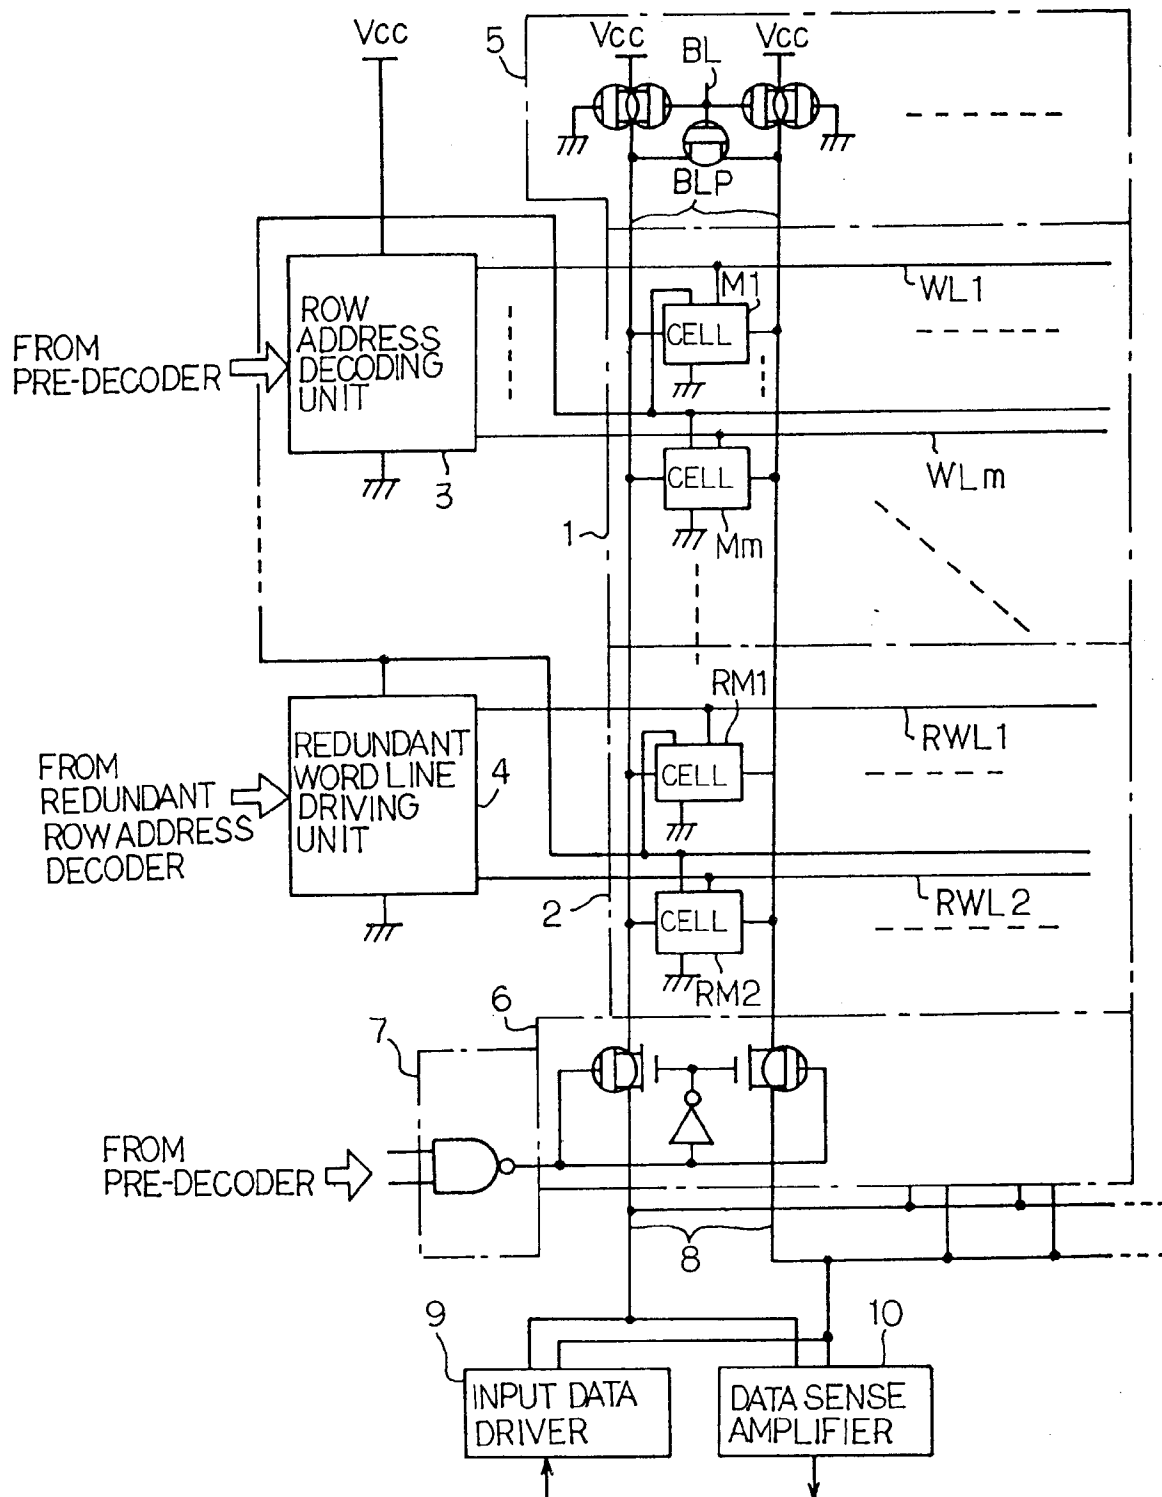 Vcc
5
Vcc
BL
Vcc
BLP
ROW
ADDRESS
DECODING
UNIT
FROM
PRE-DECODER
3
M1
CELL
WL1
CELL
WLm
Mm
1
RM1
REDUNDANT
WORD LINE
DRIVING
UNIT
FROM
REDUNDANT
ROW ADDRESS
DECODER
4
CELL
RWL1
2
CELL
RWL2
RM2
6
7
FROM
PRE-DECODER
8
9
10
INPUT DATA
DRIVER
DATA SENSE
AMPLIFIER